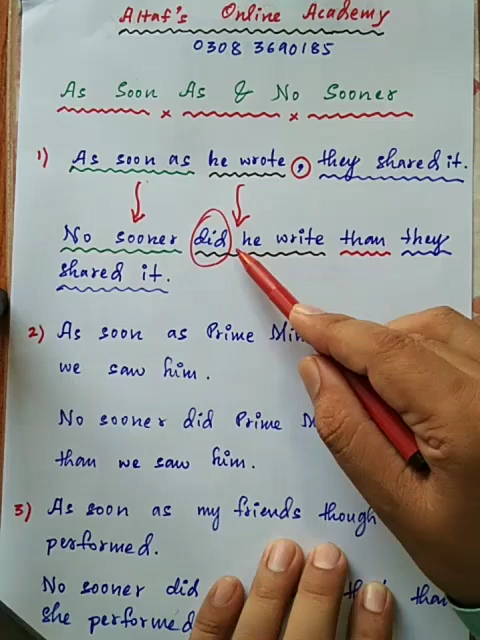 Altaf's Online Academy
0308 3690185
As Soon As & No Sooner
1) As soon as he wrote, they shared it.
No sooner did he write than they
shared it.
2) As soon as Prime
we saw him.
No sooner did Prime
than we saw him.
3) As soon as my friends though
performed.
No sooner did than
she performed